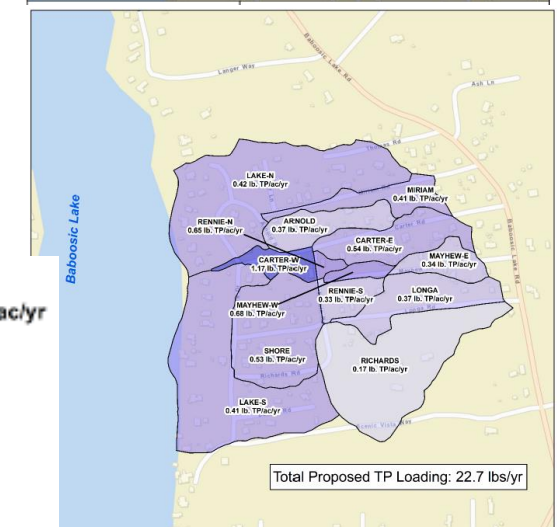 Langer Way
Baboosic Lake Rd
Ash Ln
Thomas Rd
LAKE-N
0.42 lb. TP/ac/yr
MIRIAM
0.41 lb. TP/ac/yr
Baboosic Lake
RENNIE-N
0.65 lb. TP/ac/yr
ARNOLD
0.37 lb. TP/ac/yr
Carter Rd
CARTER-E
0.54 lb. TP/ac/yr
Baboosic Lake Rd
CARTER-W
1.17 lb. TP/ac/yr
MAYHEW-E
0.34 lb. TP/ac/yr
RENNIE-S
0.33 lb. TP/ac/yr
LONGA
0.37 lb. TP/ac/yr
MAYHEW-W
0.68 lb. TP/ac/yr
ac/yr
SHORE
0.53 lb. TP/ac/yr
RICHARDS
0.17 lb. TP/ac/yr
Richards Rd
LAKE-S
0.41 lb. TP/ac/yr
Rd
Scenic Vista Way
Total Proposed TP Loading: 22.7 lbs/yr